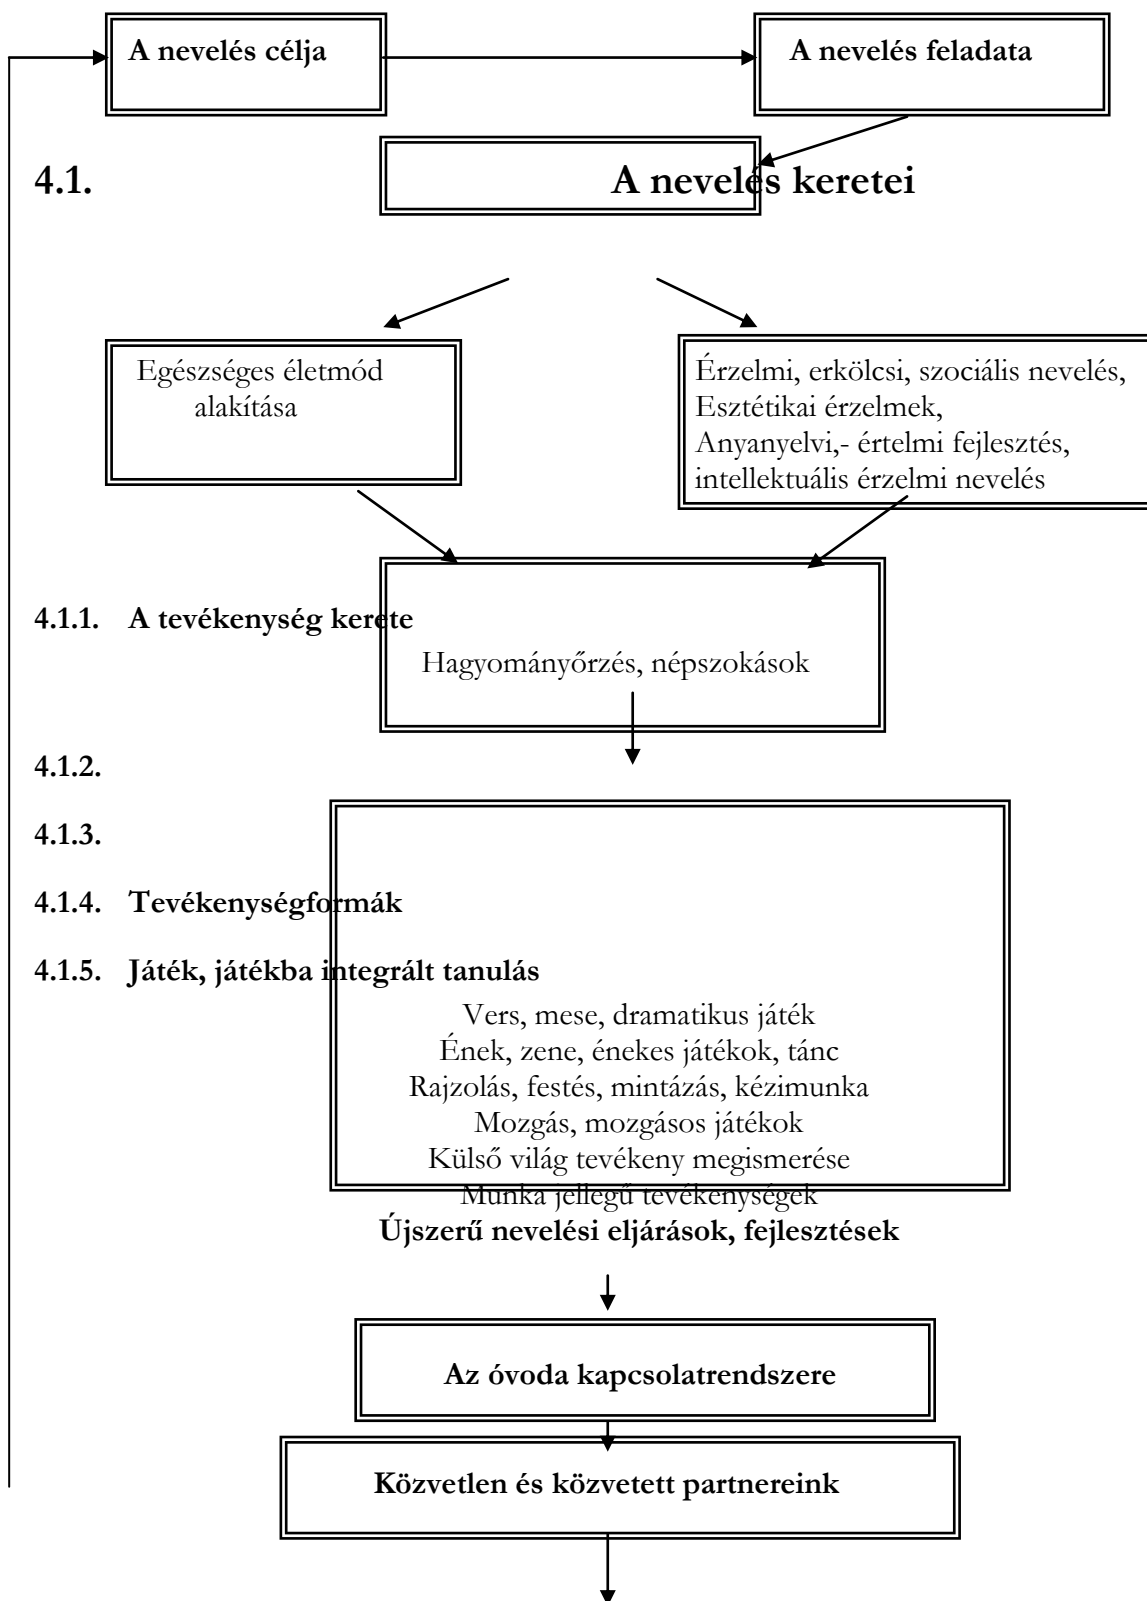 A nevelés célja
A nevelés feladata
4.1. A nevelés keretei
Egészséges életmód
alakítása
Érzelmi, erkölcsi, szociális nevelés,
Esztétikai érzelmek,
Anyanyelvi,- értelmi fejlesztés,
intellektuális érzelmi nevelés
4.1.1. A tevékenység kerete
Hagyományőrzés, népszokások
4.1.2.
4.1.3.
4.1.4. Tevékenységformák
4.1.5. Játék, játékba integrált tanulás
Vers, mese, dramatikus játék
Ének, zene, énekes játékok, tánc
Rajzolás, festés, mintázás, kézimunka
Mozgás, mozgásos játékok
Külső világ tevékeny megismerése
Munka jellegű tevékenységek
Újszerű nevelési eljárások, fejlesztések
Az óvoda kapcsolatrendszere
Közvetlen és közvetett partnereink